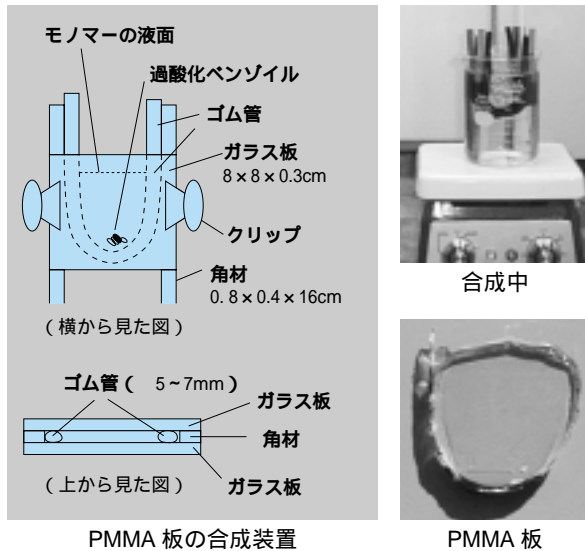 モノマーの液面
過酸化ベンゾイル
ゴム管
ガラス板
8×8×0.3cm
クリップ
角材
0. 8×0.4×16cm
(横から見た図)
ゴム管( 5~7mm)
ガラス板
角材
(上から見た図)
ガラス板
PMMA 板の合成装置
合成中
PMMA 板